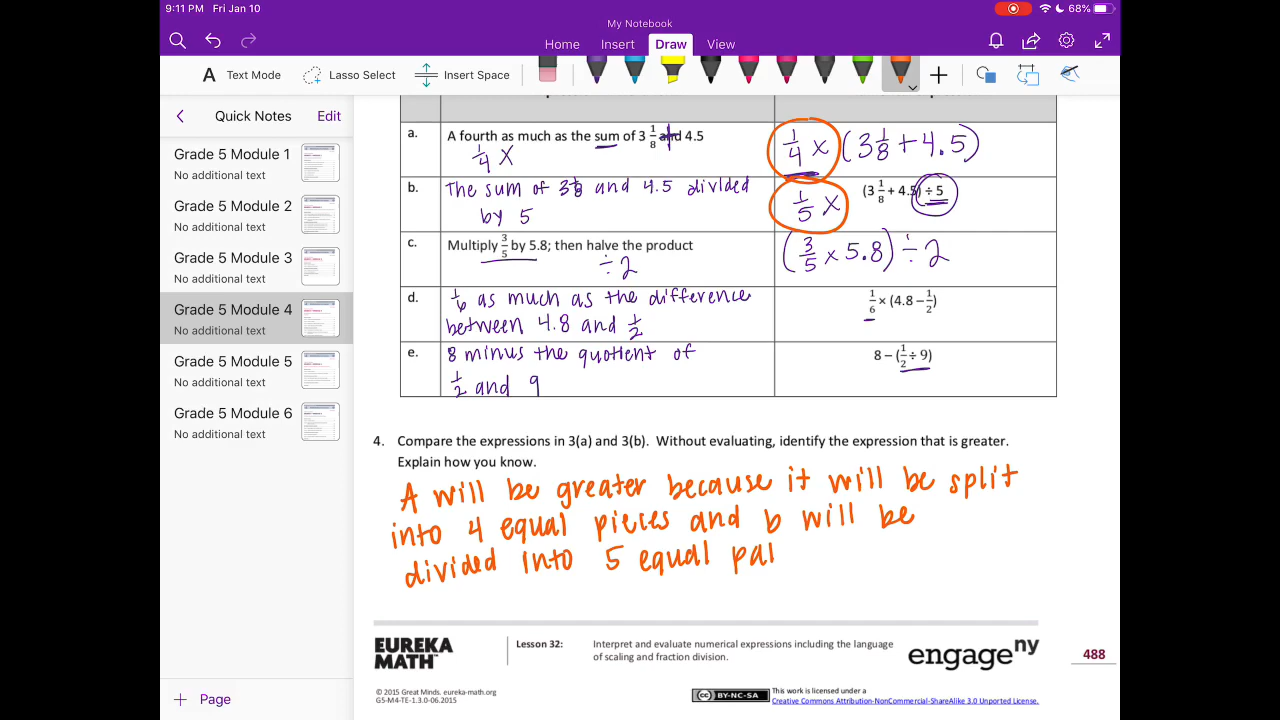 9:11 PM Fri Jan 10
68%
My Notebook
Home Insert Draw View
A Text Mode Lasso Select Insert Space
Quick Notes Edit
Grade 5 Module 1
No additional text
Grade 5 Module 2
No additional text
Grade 5 Module 3
No additional text
Grade 5 Module 4
No additional text
Grade 5 Module 5
No additional text
Grade 5 Module 6
No additional text
+ Page
a. A fourth as much as the sum of 3 1/8 and 4.5
1/4 X
1/4 x (3 1/8 + 4.5)
b. The sum of 3 1/8 and 4.5 divided
by 5
(3 1/8 + 4.5) ÷ 5
1/5 x
c. Multiply 3/5 by 5.8; then halve the product
÷2
(3/5 x 5.8) ÷ 2
d. 1/6 as much as the difference
between 4.8 and 1/2
1/6 × (4.8 − 1/2)
e. 8 minus the quotient of
1/2 and 9
8 − (1/2 ÷ 9)
4. Compare the expressions in 3(a) and 3(b). Without evaluating, identify the expression that is greater.
Explain how you know.
A will be greater because it will be split
into 4 equal pieces and b will be
divided into 5 equal par
EUREKA
MATH™
Lesson 32: Interpret and evaluate numerical expressions including the language
of scaling and fraction division.
engage ny
488
© 2015 Great Minds. eureka-math.org
G5-M4-TE-1.3.0-06.2015
CC BY-NC-SA
This work is licensed under a
Creative Commons Attribution-NonCommercial-ShareAlike 3.0 Unported License.